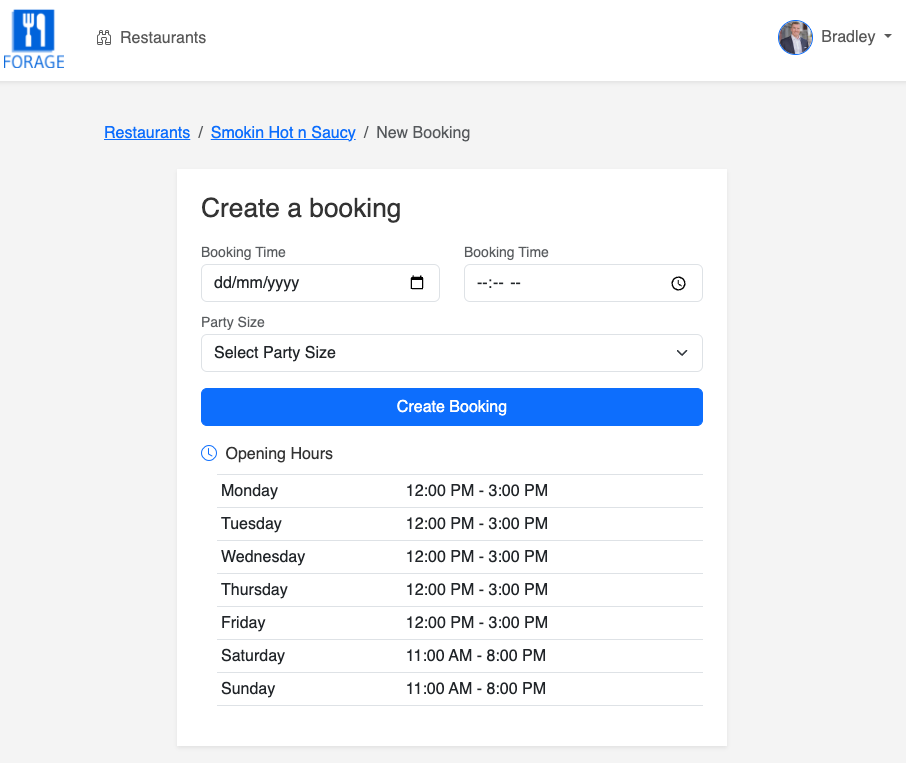 FORAGE
Restaurants
Bradley
Restaurants / Smokin Hot n Saucy / New Booking
Create a booking
Booking Time Booking Time
dd/mm/yyyy --:-- --
Party Size
Select Party Size
Create Booking
Opening Hours
Monday 12:00 PM - 3:00 PM
Tuesday 12:00 PM - 3:00 PM
Wednesday 12:00 PM - 3:00 PM
Thursday 12:00 PM - 3:00 PM
Friday 12:00 PM - 3:00 PM
Saturday 11:00 AM - 8:00 PM
Sunday 11:00 AM - 8:00 PM